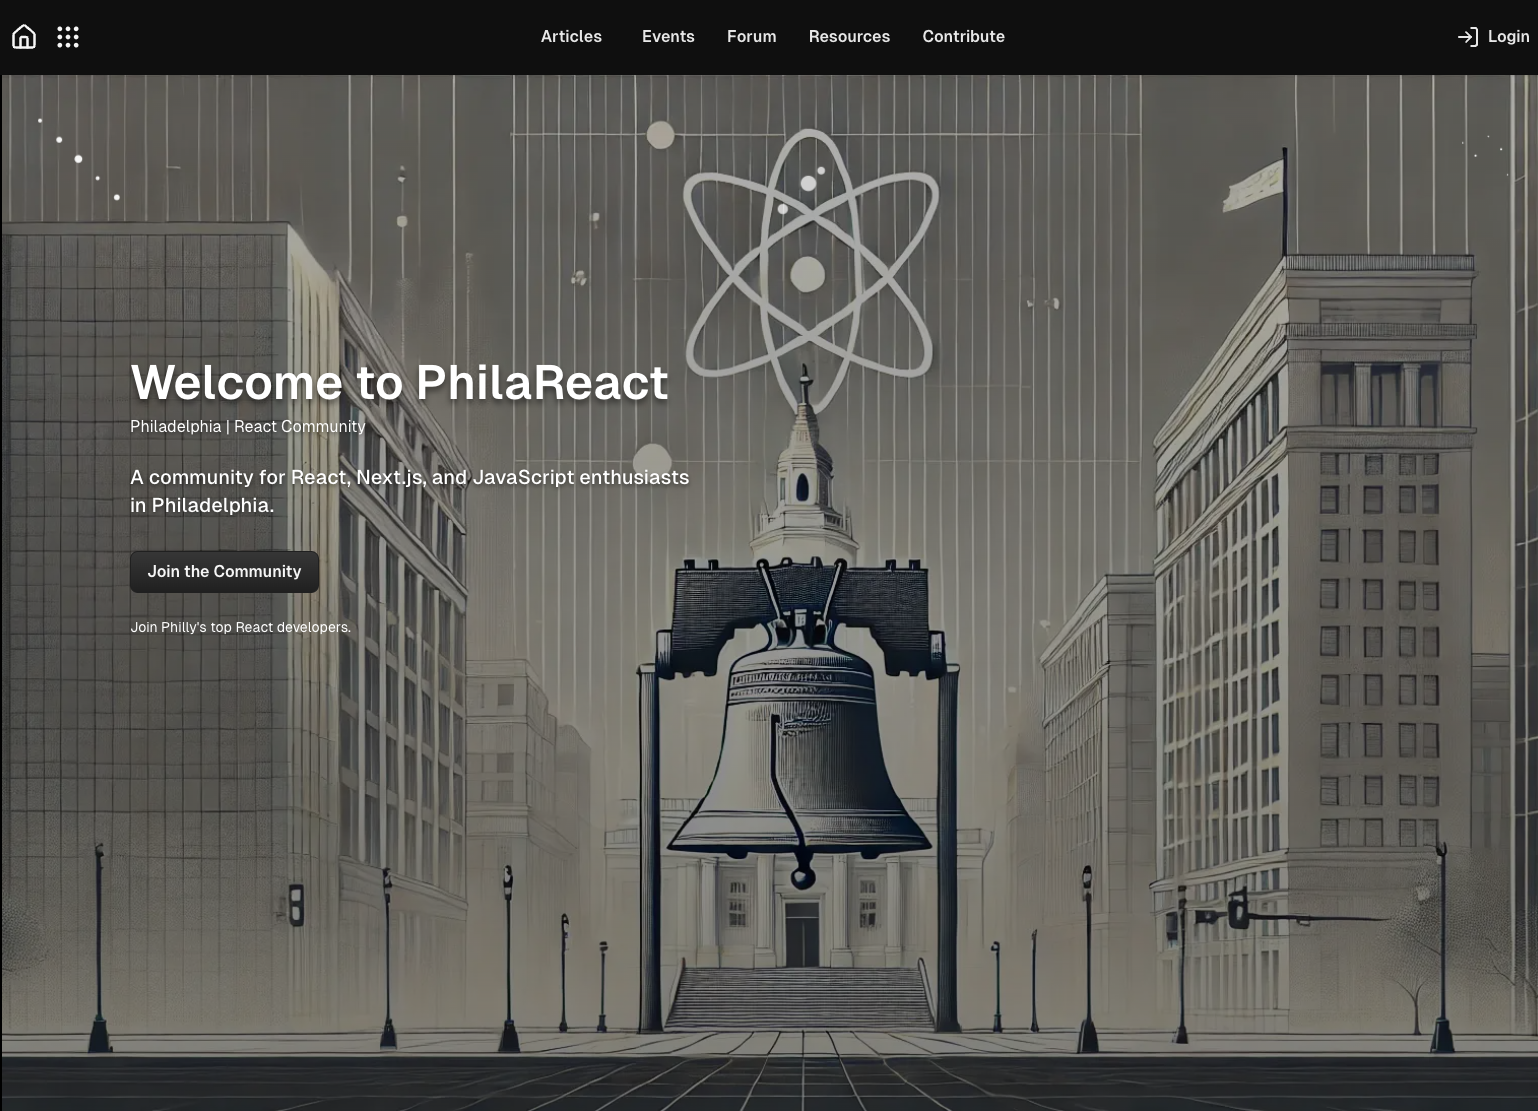 Articles
Events
Forum
Resources
Contribute
Login
Welcome to PhilaReact
Philadelphia | React Community
A community for React, Next.js, and JavaScript enthusiasts
in Philadelphia.
Join the Community
Join Philly's top React developers.